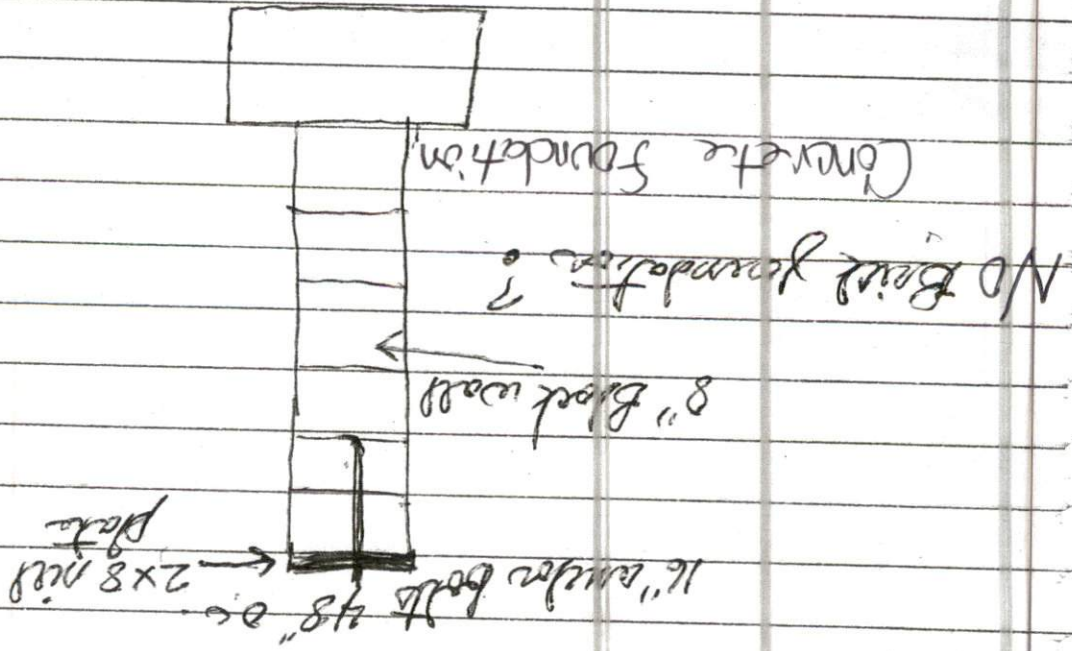 16" anchor bolts 48" oc.
2x8 sill
plate
8" Block wall
No Brick foundation?
Concrete Foundation